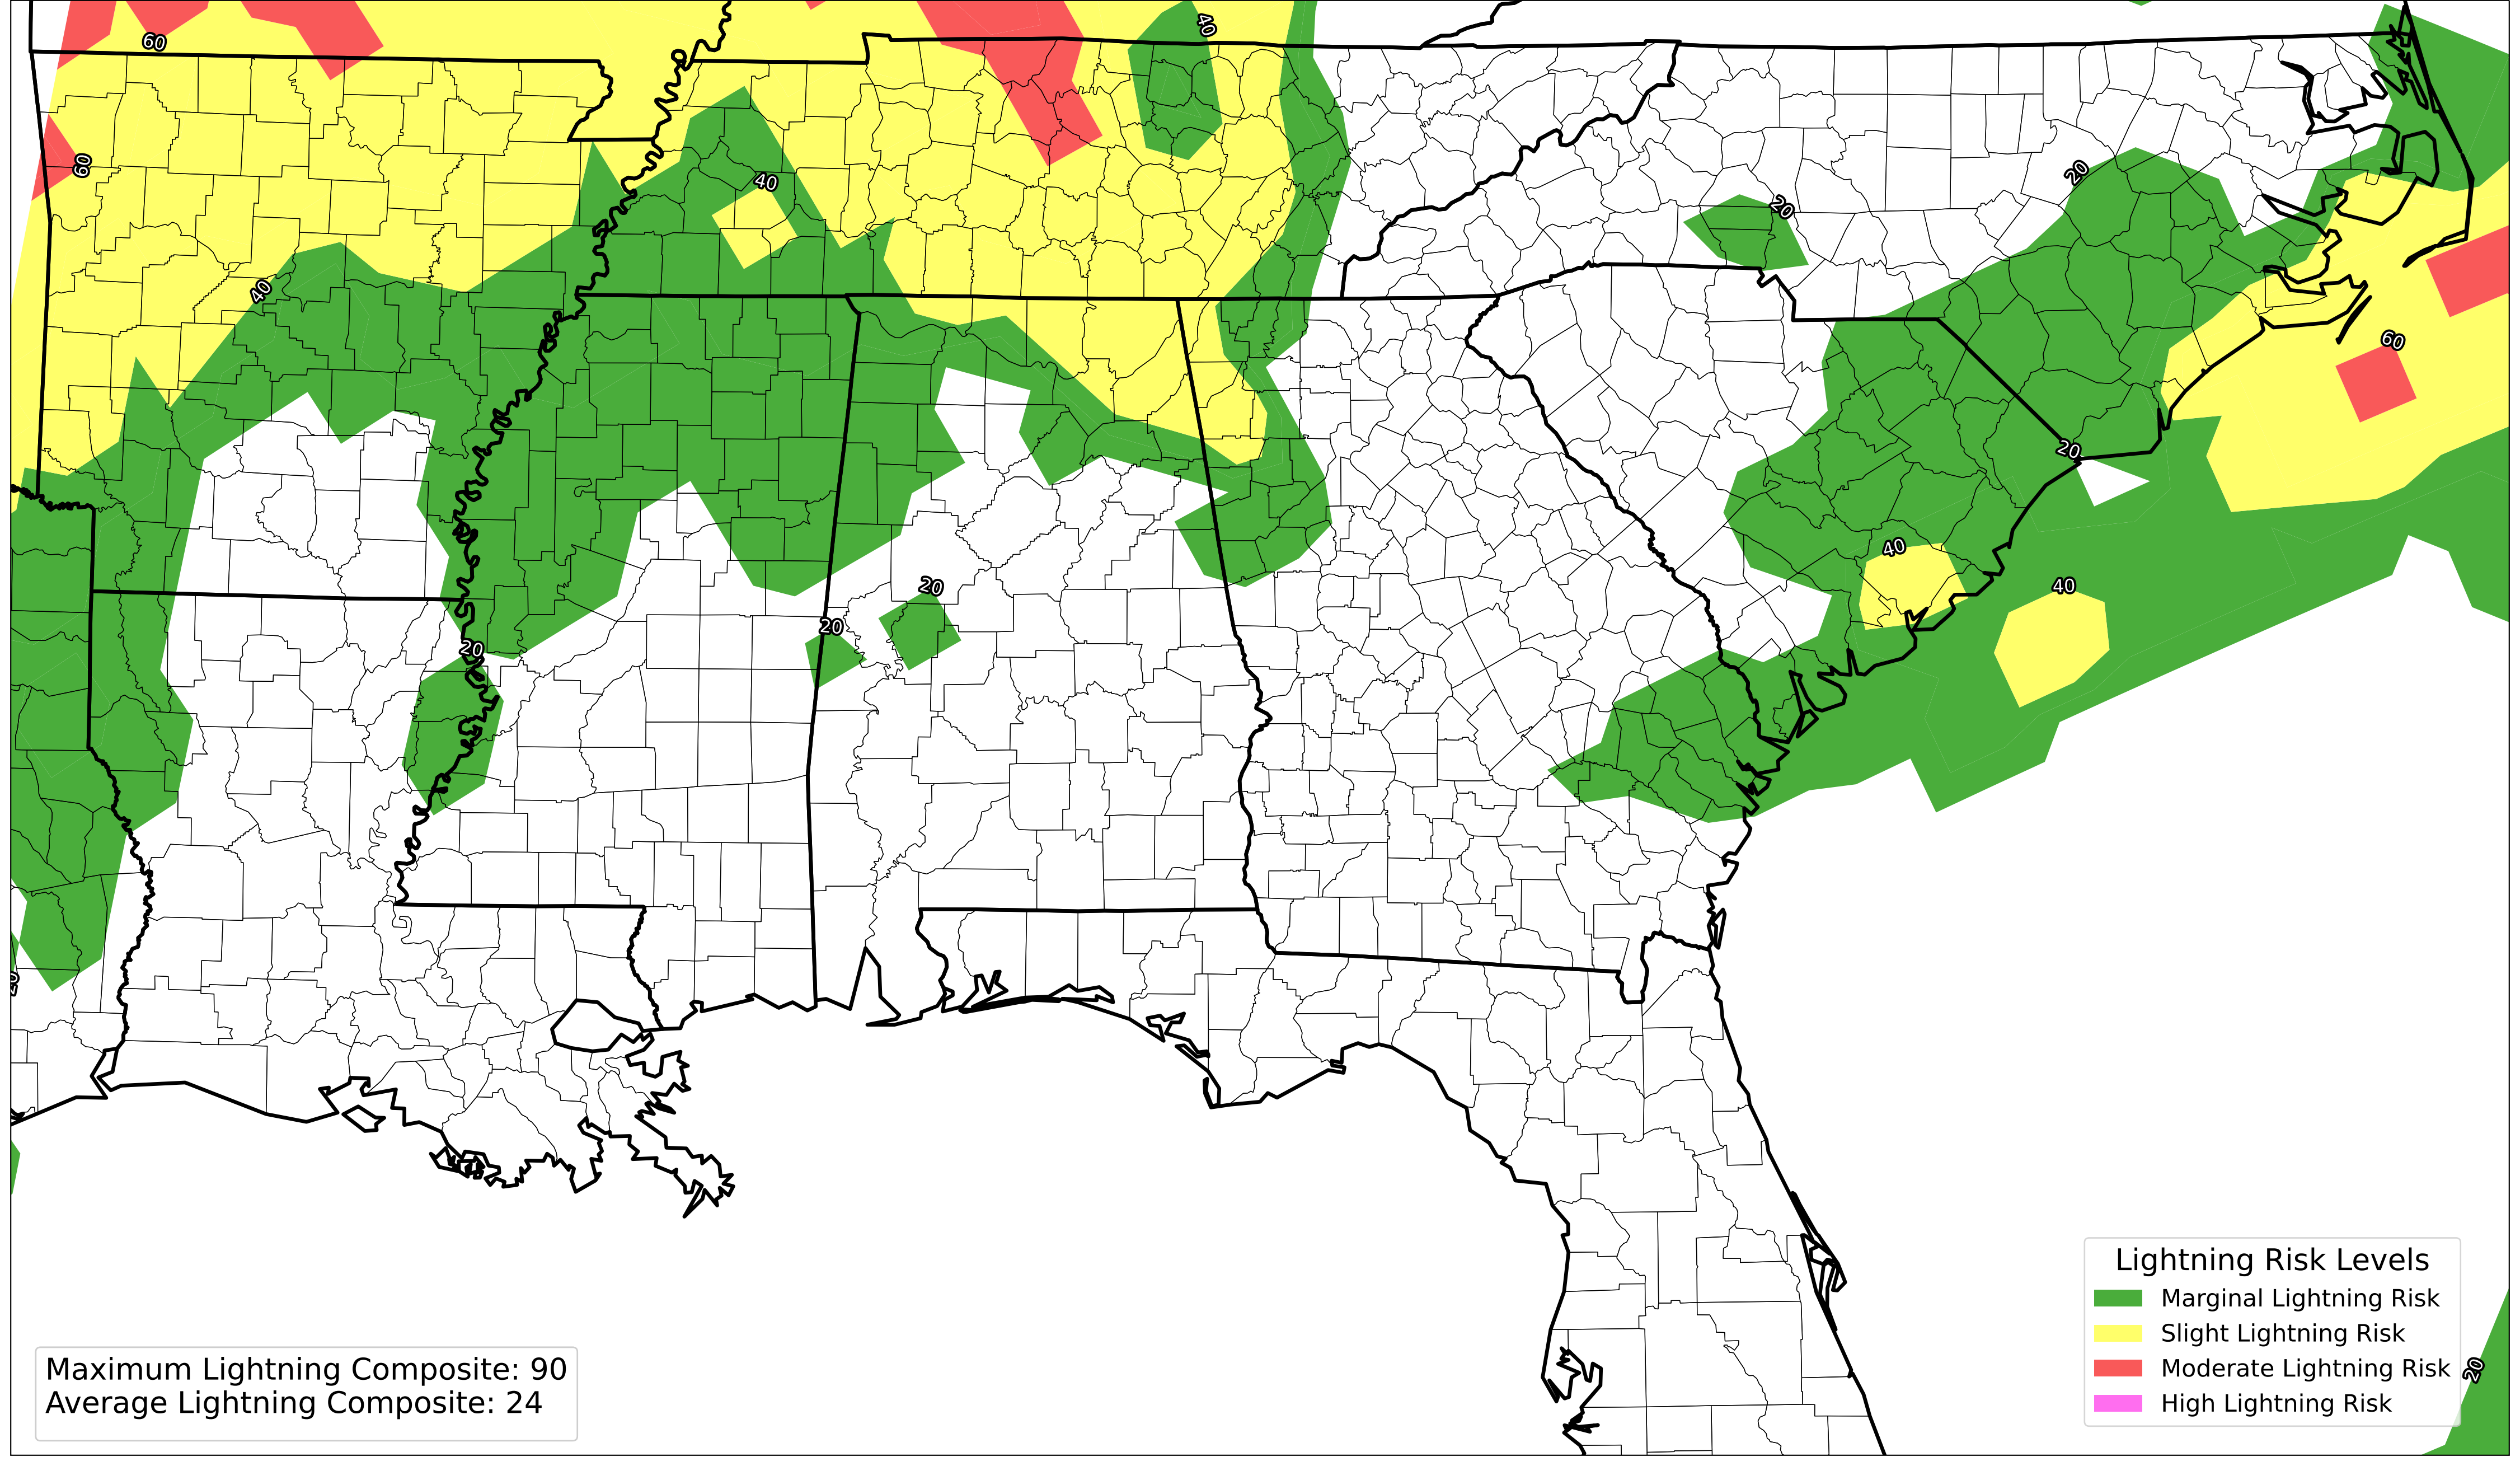 40
60
60
40
20
20
40
60
20
40
40
20
20
20
20
Lightning Risk Levels
Marginal Lightning Risk
Slight Lightning Risk
Moderate Lightning Risk
High Lightning Risk
20
Maximum Lightning Composite: 90
Average Lightning Composite: 24